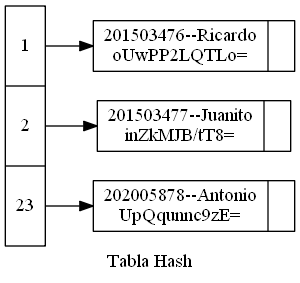 1
201503476--Ricardo
oUwPP2LQTLo=
2
201503477--Juanito
inZkMJB/tT8=
23
202005878--Antonio
UpQqunnc9zE=
Tabla Hash